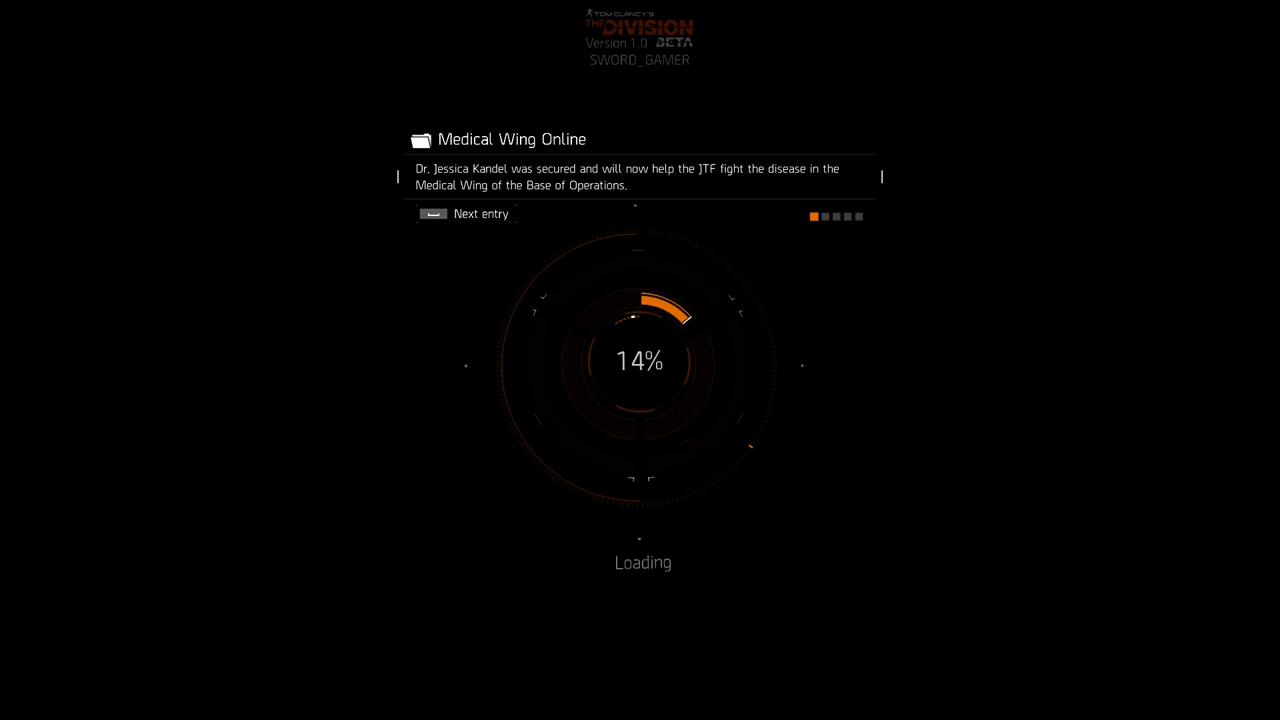 TOM CLANCY'S
THE DIVISION
Version 1.0 BETA
SWORD_GAMER
Medical Wing Online
Dr. Jessica Kandel was secured and will now help the JTF fight the disease in the
Medical Wing of the Base of Operations.
Next entry
14%
Loading